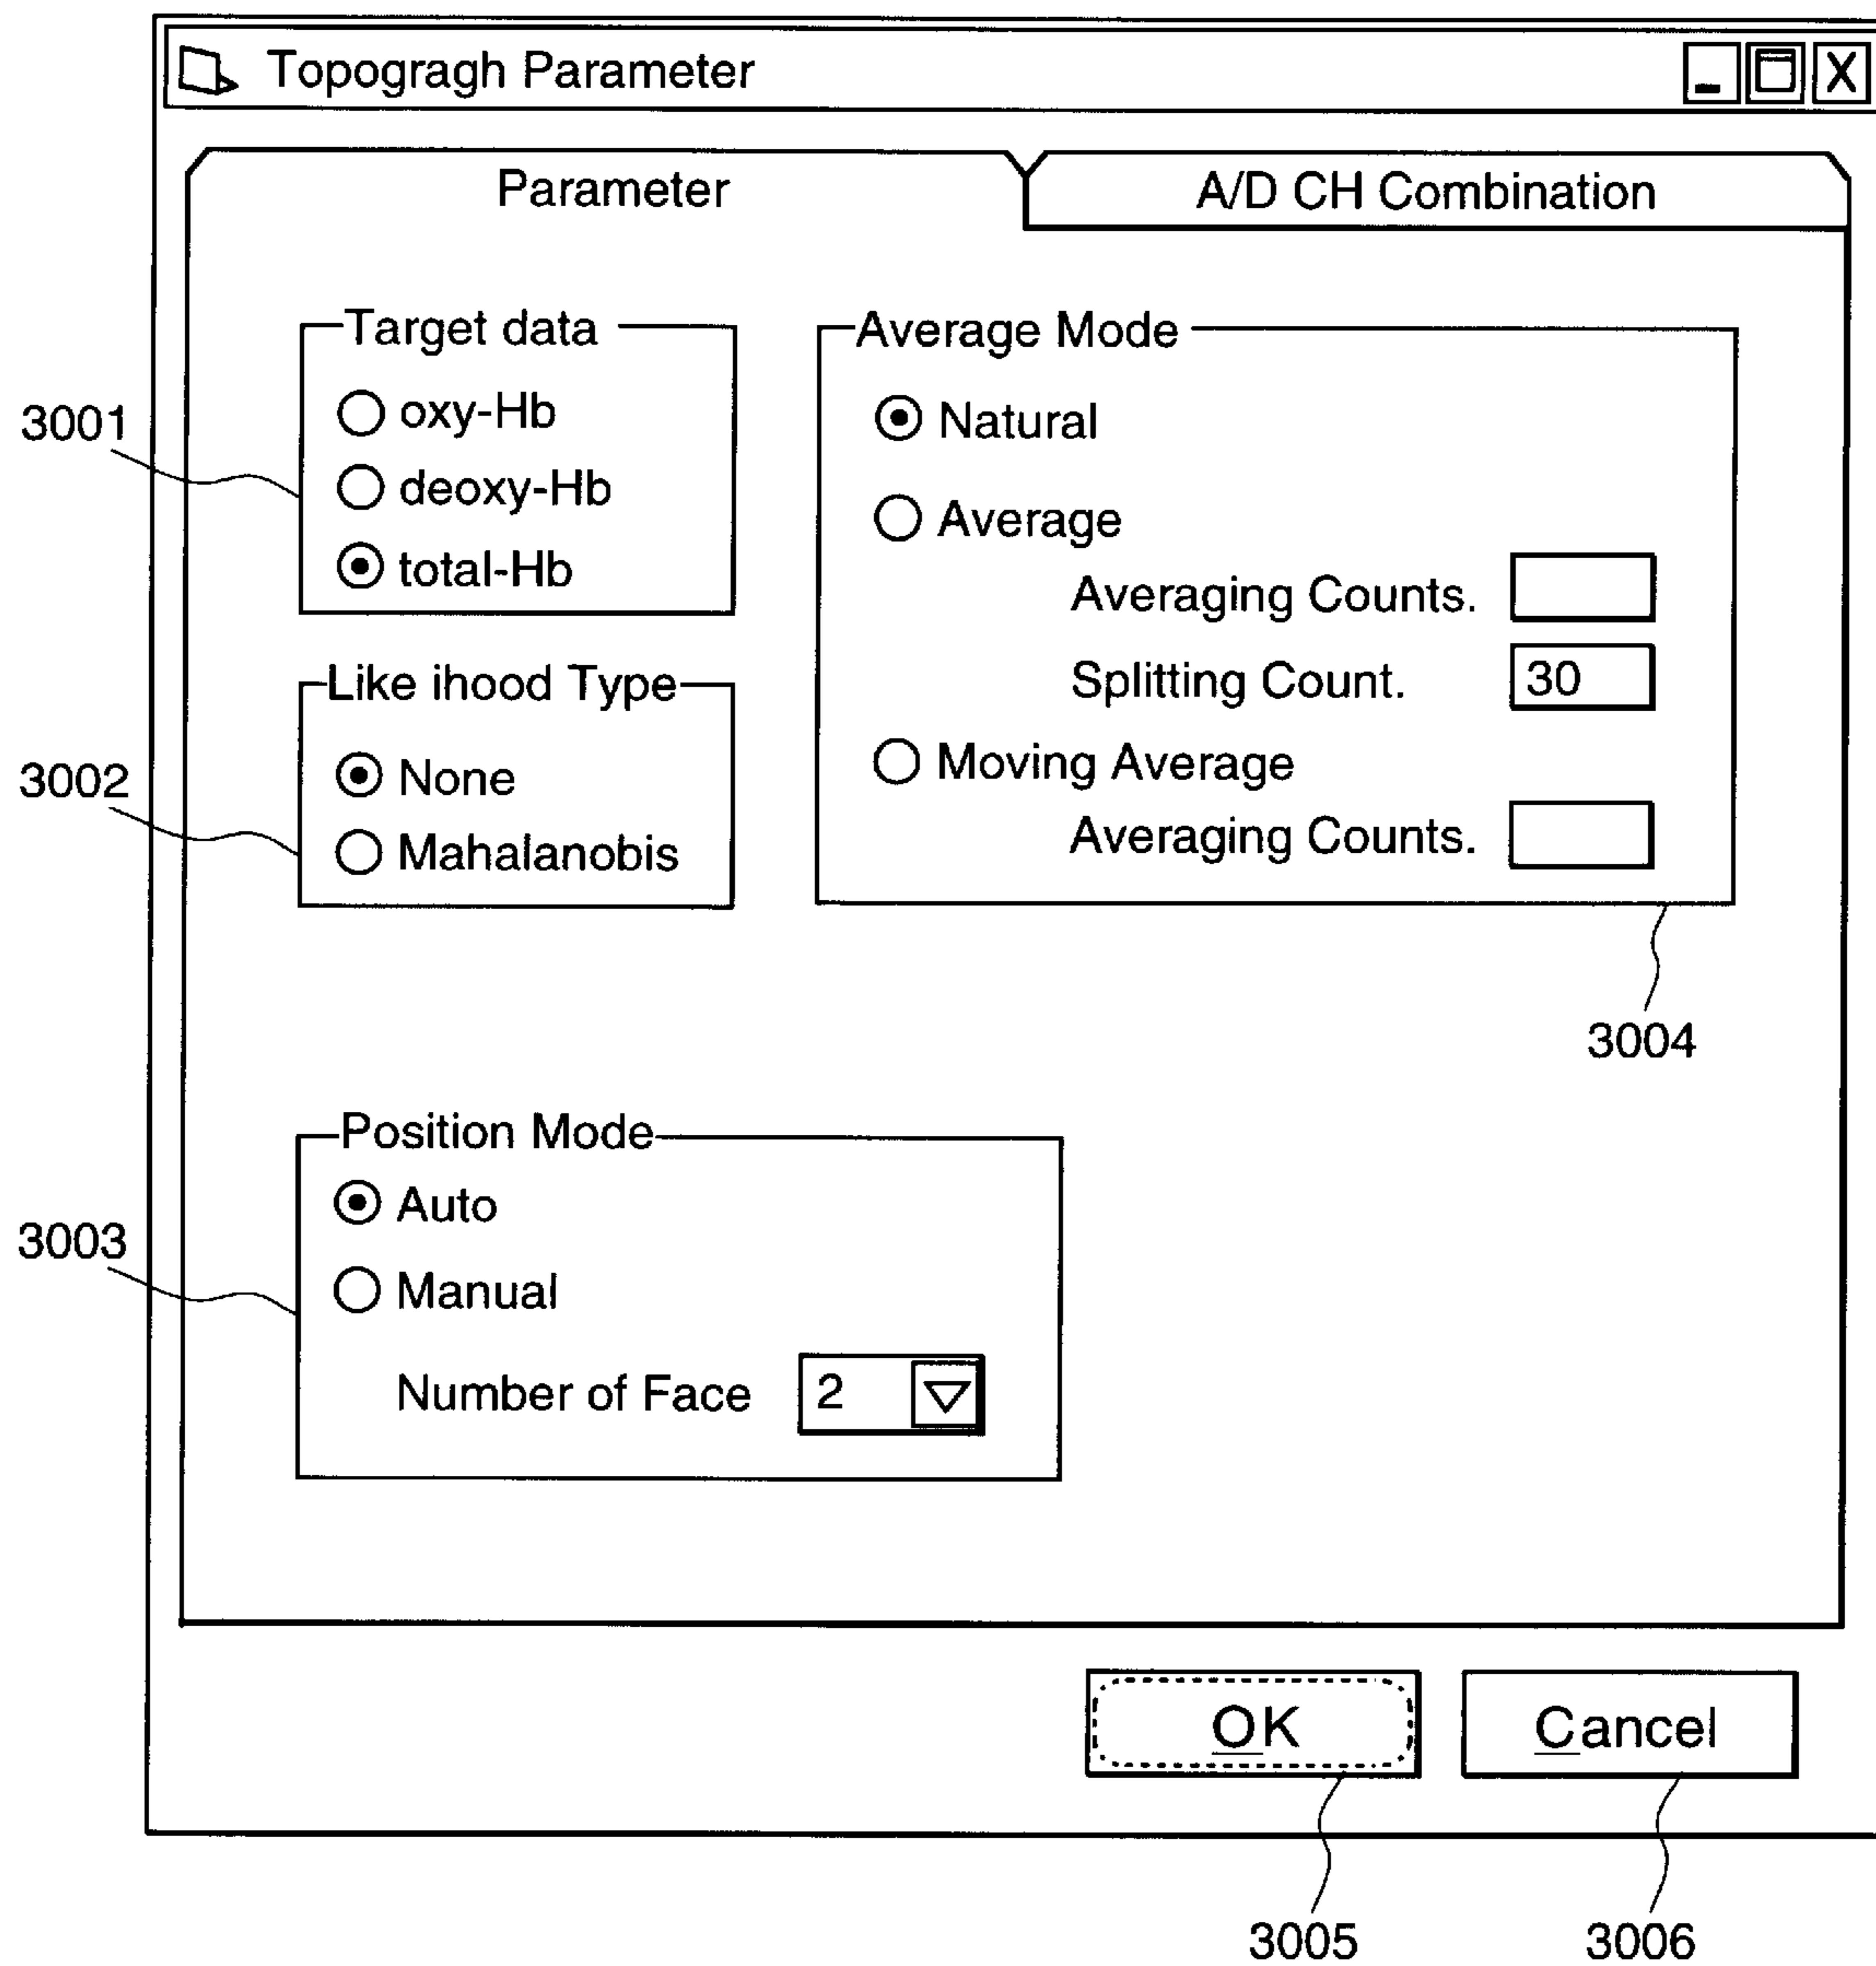 Topogragh Parameter
Parameter
A/D CH Combination
Target data
oxy-Hb
deoxy-Hb
total-Hb
3001
Like ihood Type
None
Mahalanobis
3002
Average Mode
Natural
Average
Averaging Counts.
Splitting Count. 30
Moving Average
Averaging Counts.
3004
Position Mode
Auto
Manual
Number of Face 2
3003
OK
Cancel
3005
3006